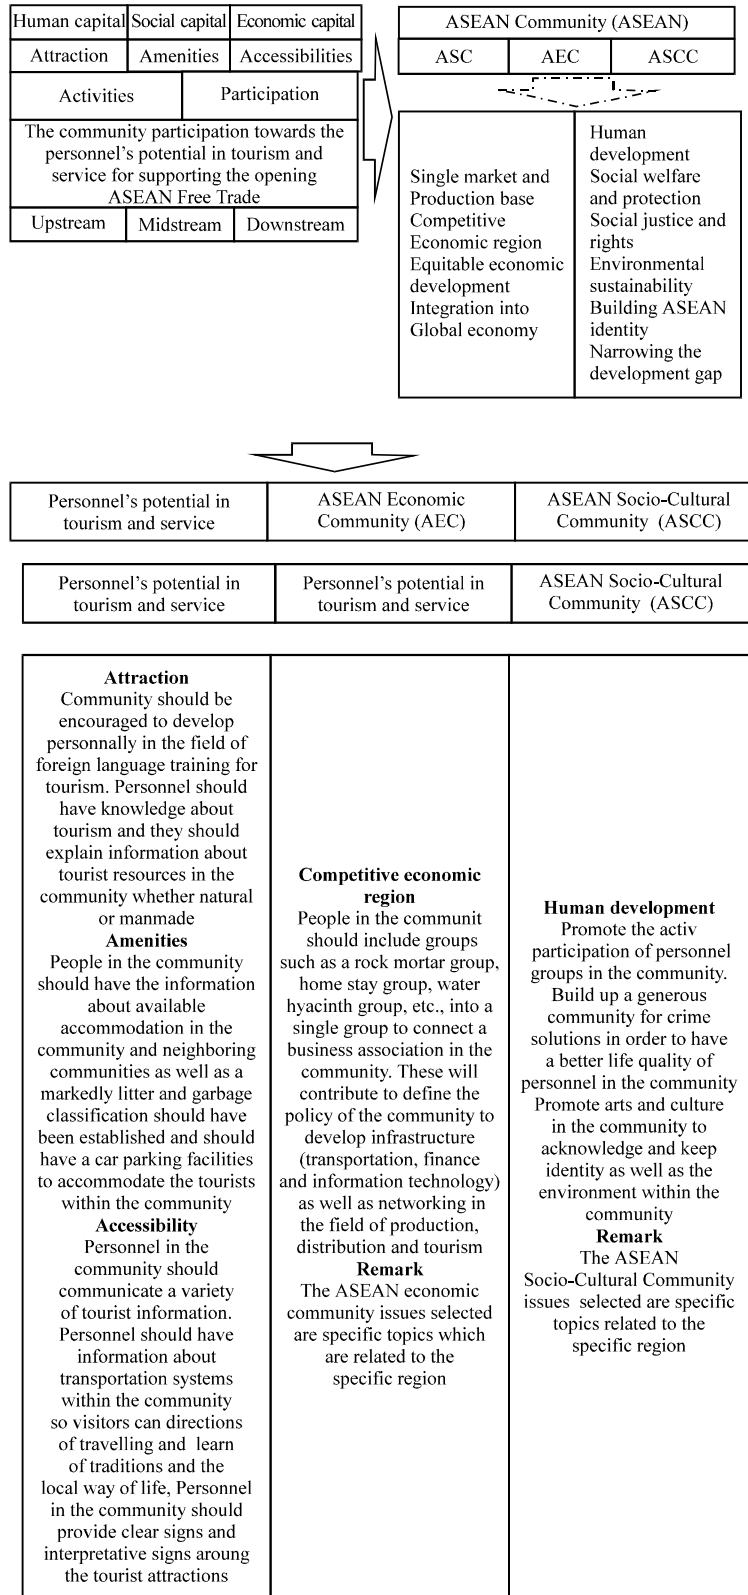 Human capital Social capital Economic capital
Attraction Amenities Accessibilities
Activities Participation
The community participation towards the
personnel's potential in tourism and
service for supporting the opening
ASEAN Free Trade
Upstream Midstream Downstream
ASEAN Community (ASEAN)
ASC AEC ASCC
Single market and
Production base
Competitive
Economic region
Equitable economic
development
Integration into
Global economy
Human
development
Social welfare
and protection
Social justice and
rights
Environmental
sustainability
Building ASEAN
identity
Narrowing the
development gap
Personnel's potential in
tourism and service
ASEAN Economic
Community (AEC)
ASEAN Socio-Cultural
Community (ASCC)
Personnel's potential in
tourism and service
Personnel's potential in
tourism and service
ASEAN Socio-Cultural
Community (ASCC)
Attraction
Community should be
encouraged to develop
personnally in the field of
foreign language training for
tourism. Personnel should
have knowledge about
tourism and they should
explain information about
tourist resources in the
community whether natural
or manmade
Amenities
People in the community
should have the information
about available
accommodation in the
community and neighboring
communities as well as a
markedly litter and garbage
classification should have
been established and should
have a car parking facilities
to accommodate the tourists
within the community
Accessibility
Personnel in the
community should
communicate a variety
of tourist information.
Personnel should have
information about
transportation systems
within the community
so visitors can directions
of travelling and learn
of traditions and the
local way of life, Personnel
in the community should
provide clear signs and
interpretative signs aroung
the tourist attractions
Competitive economic
region
People in the communit
should include groups
such as a rock mortar group,
home stay group, water
hyacinth group, etc., into a
single group to connect a
business association in the
community. These will
contribute to define the
policy of the community to
develop infrastructure
(transportation, finance
and information technology)
as well as networking in
the field of production,
distribution and tourism
Remark
The ASEAN economic
community issues selected
are specific topics which
are related to the
specific region
Human development
Promote the activ
participation of personnel
groups in the community.
Build up a generous
community for crime
solutions in order to have
a better life quality of
personnel in the community
Promote arts and culture
in the community to
acknowledge and keep
identity as well as the
environment within the
community
Remark
The ASEAN
Socio-Cultural Community
issues selected are specific
topics related to the
specific region